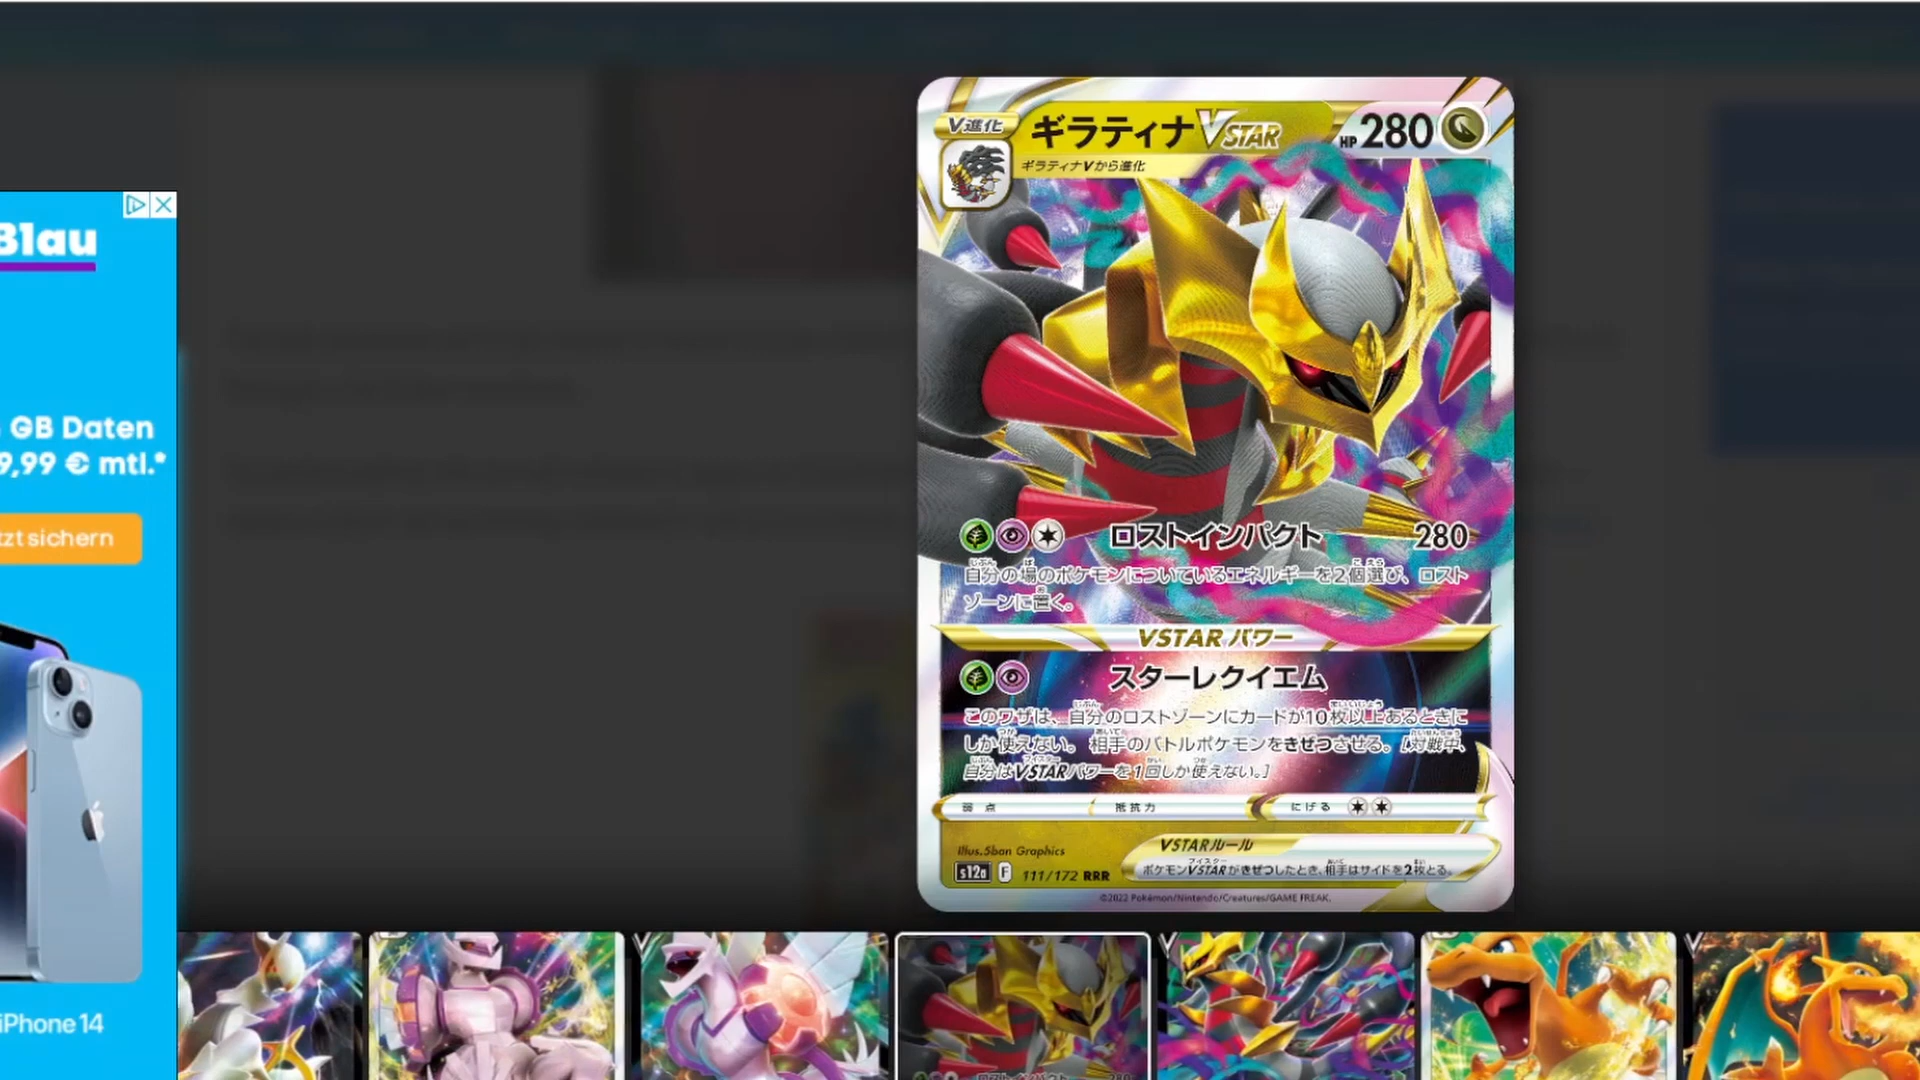 V進化
ギラティナVSTAR
HP 280
ギラティナVから進化
Blau
GB Daten
9,99 € mtl.*
sichern
iPhone 14
ロストインパクト 280
自分の場のポケモンについているエネルギーを2個選び、ロスト
ゾーンに置く。
VSTARパワー
スターレクイエム
このワザは、自分のロストゾーンにカードが10枚以上あるときに
しか使えない。相手のバトルポケモンをきぜつさせる。[対戦中、
自分はVSTARパワーを1回しか使えない。]
弱点 抵抗力 にげる
Illus.5ban Graphics
VSTARルール
s12a F 111/172 RRR
ポケモンVSTARがきぜつしたとき、相手はサイドを2枚とる。
©2022 Pokémon/Nintendo/Creatures/GAME FREAK.